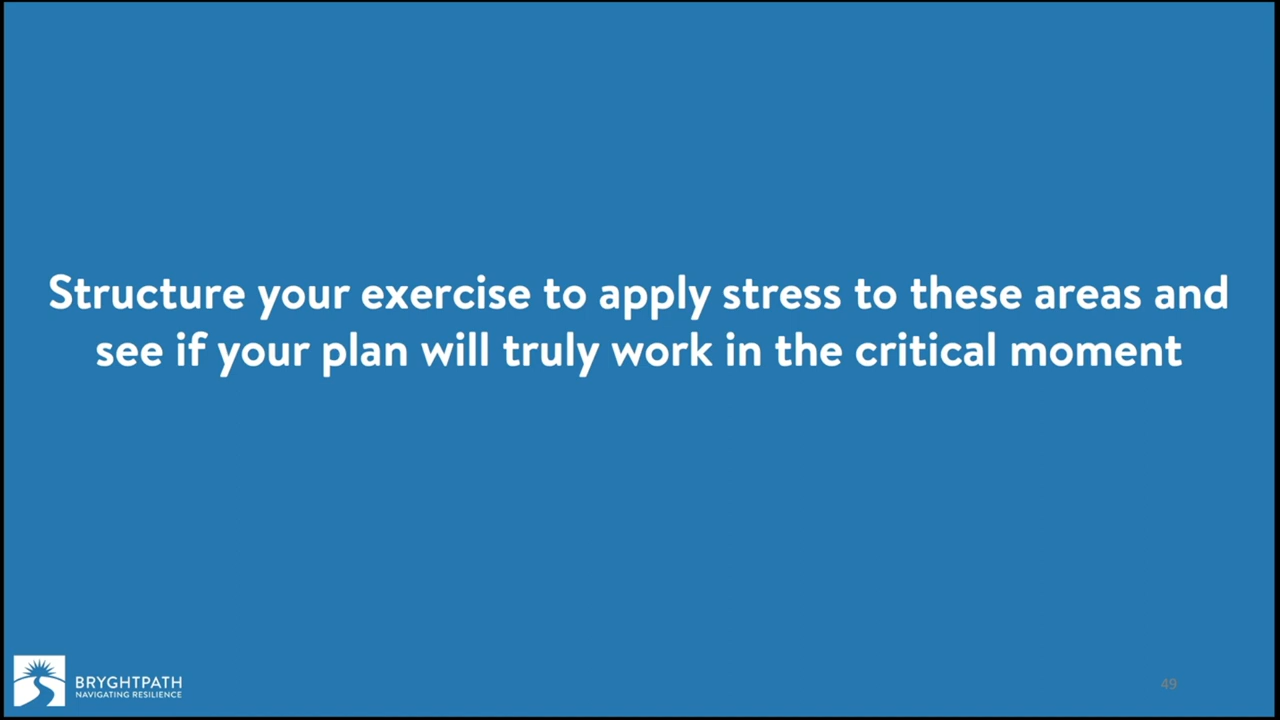 Structure your exercise to apply stress to these areas and
see if your plan will truly work in the critical moment
BRYGHTPATH
NAVIGATING RESILIENCE
49